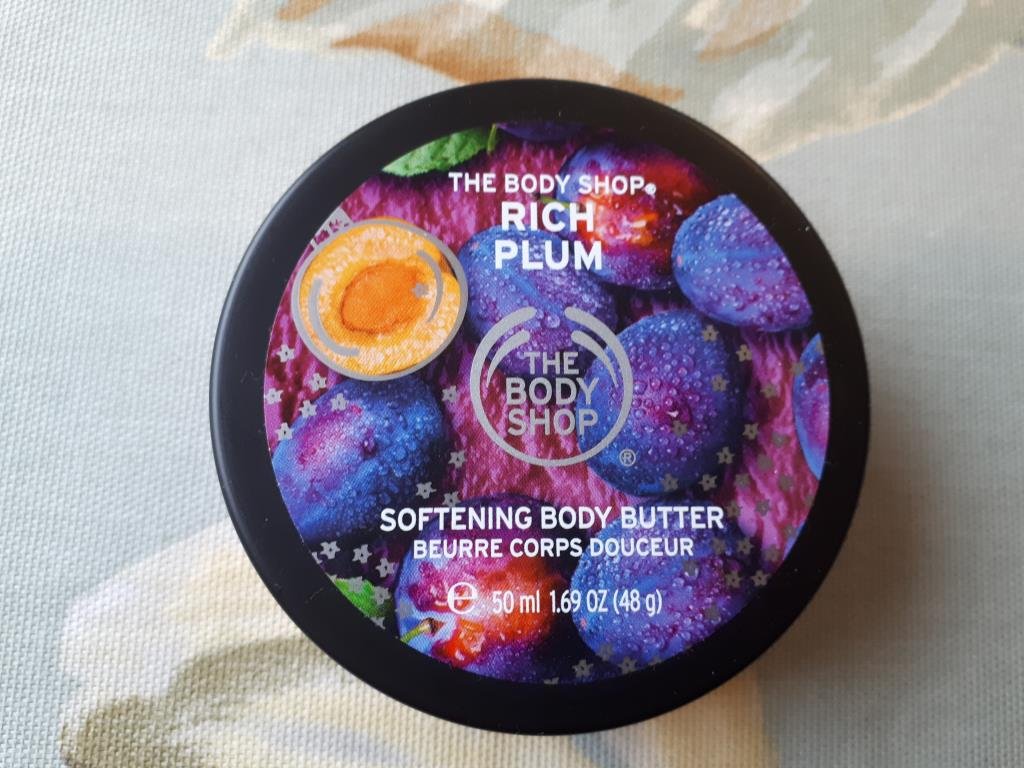 THE BODY SHOP®
RICH
PLUM
THE
BODY
SHOP
®
SOFTENING BODY BUTTER
BEURRE CORPS DOUCEUR
℮ 50 ml 1.69 OZ (48 g)